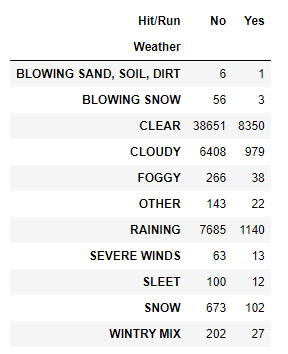 Hit/Run No Yes
Weather
BLOWING SAND, SOIL, DIRT 6 1
BLOWING SNOW 56 3
CLEAR 38651 8350
CLOUDY 6408 979
FOGGY 266 38
OTHER 143 22
RAINING 7685 1140
SEVERE WINDS 63 13
SLEET 100 12
SNOW 673 102
WINTRY MIX 202 27